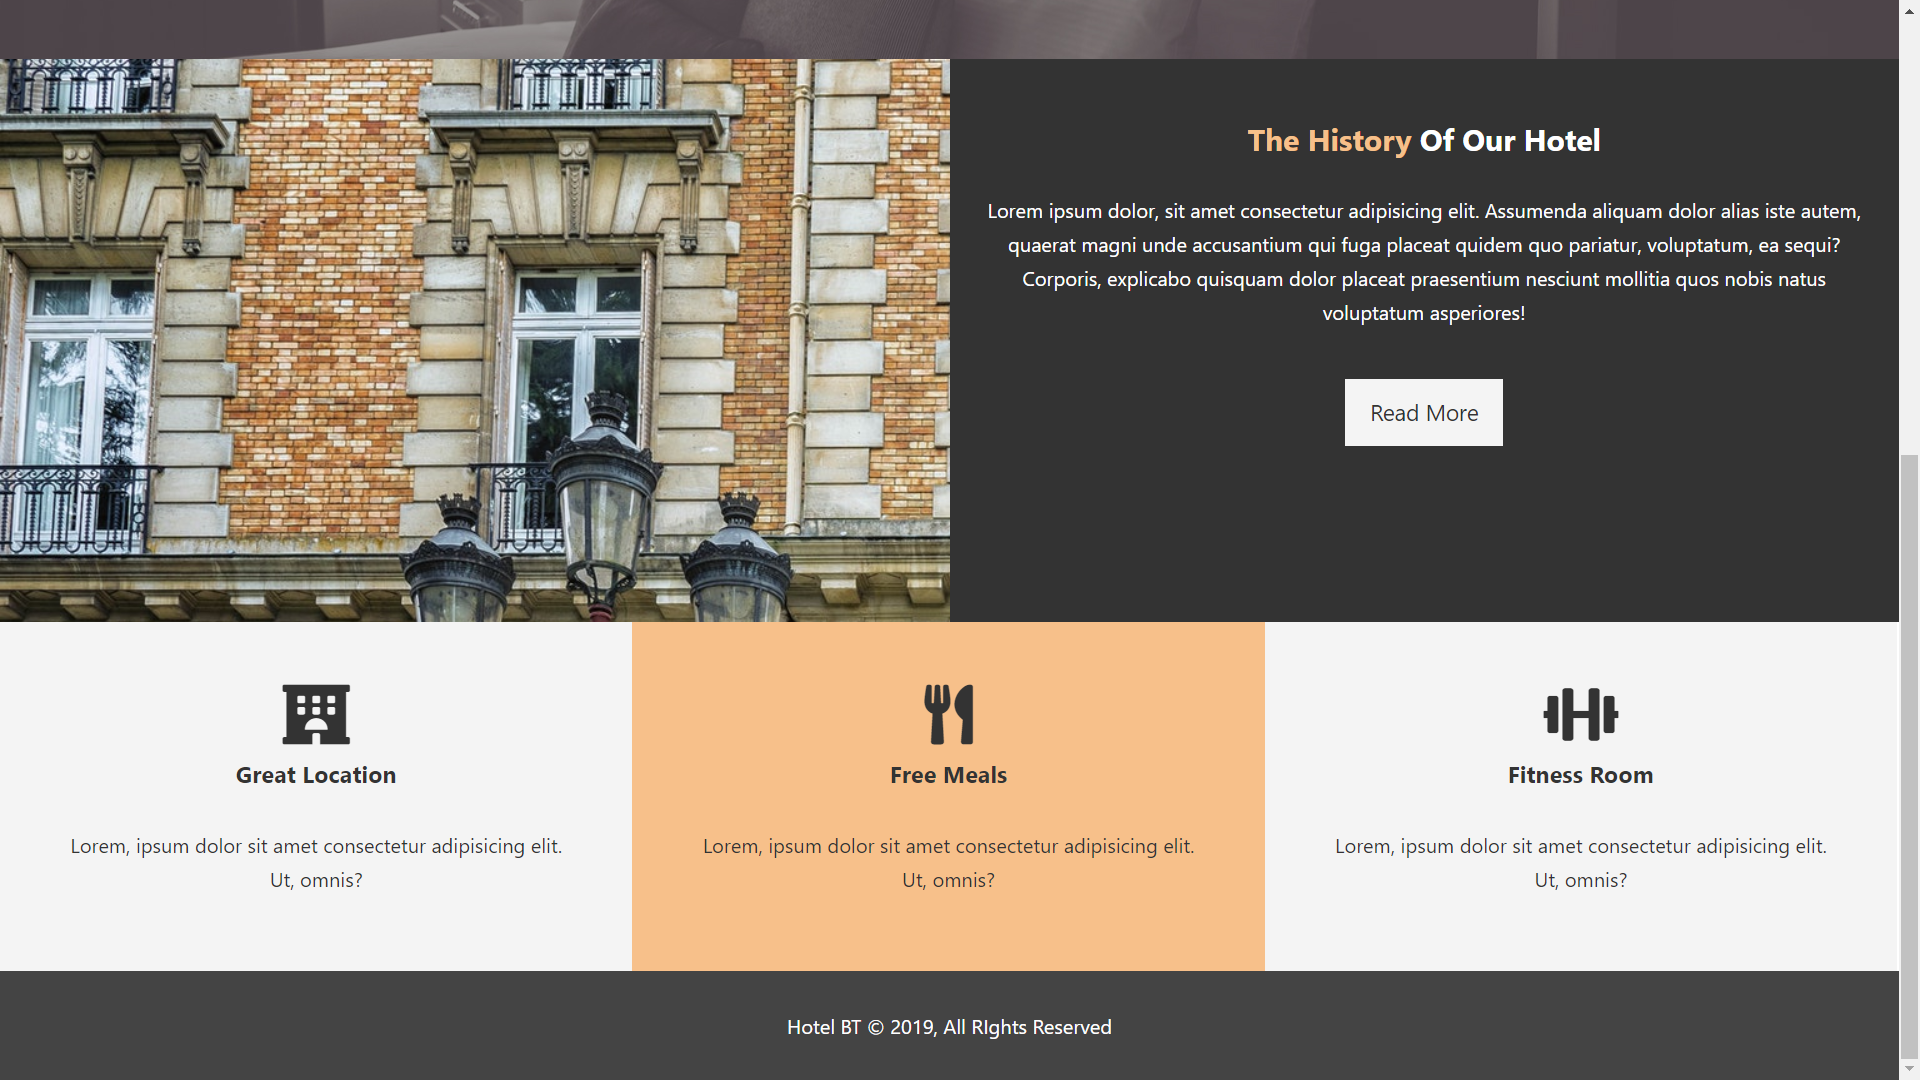 The History Of Our Hotel
Lorem ipsum dolor, sit amet consectetur adipisicing elit. Assumenda aliquam dolor alias iste autem,
quaerat magni unde accusantium qui fuga placeat quidem quo pariatur, voluptatum, ea sequi?
Corporis, explicabo quisquam dolor placeat praesentium nesciunt mollitia quos nobis natus
voluptatum asperiores!
Read More
Great Location
Lorem, ipsum dolor sit amet consectetur adipisicing elit.
Ut, omnis?
Free Meals
Lorem, ipsum dolor sit amet consectetur adipisicing elit.
Ut, omnis?
Fitness Room
Lorem, ipsum dolor sit amet consectetur adipisicing elit.
Ut, omnis?
Hotel BT © 2019, All RIghts Reserved